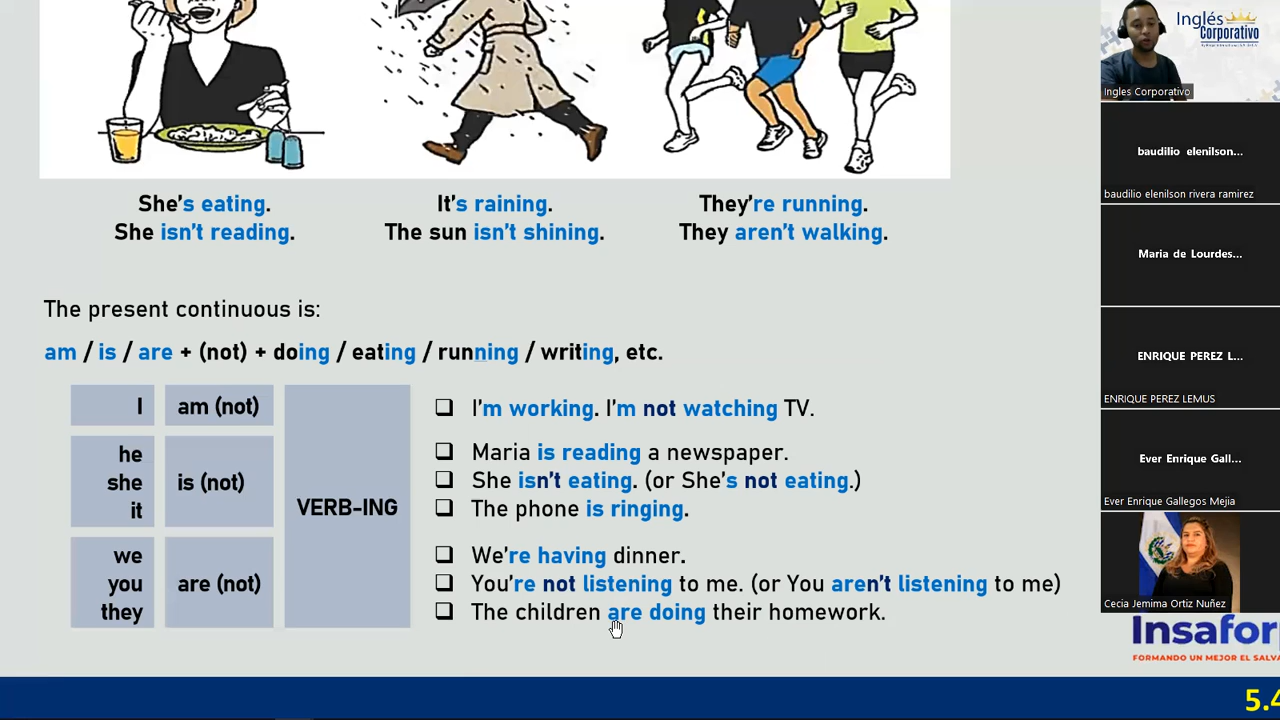 She's eating.
She isn't reading.
It's raining.
The sun isn't shining.
They're running.
They aren't walking.
The present continuous is:
am / is / are + (not) + doing / eating / running / writing, etc.
I
am (not)
he
she
it
is (not)
we
you
they
are (not)
VERB-ING
I'm working. I'm not watching TV.
Maria is reading a newspaper.
She isn't eating. (or She's not eating.)
The phone is ringing.
We're having dinner.
You're not listening to me. (or You aren't listening to me)
The children are doing their homework.
Inglés
Corporativo
Ingles Corporativo
baudilio elenilson...
baudilio elenilson rivera ramirez
Maria de Lourdes...
ENRIQUE PEREZ L...
ENRIQUE PEREZ LEMUS
Ever Enrique Gall...
Ever Enrique Gallegos Mejia
Cecia Jemima Ortiz Nuñez
Insafor
FORMANDO UN MEJOR EL SALVA
5.4